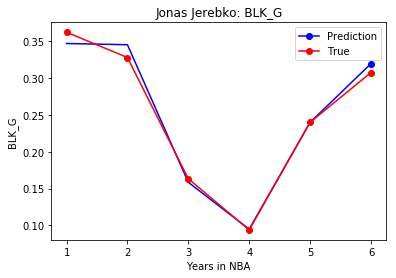 Jonas Jerebko: BLK_G
Prediction
True
0.35
0.30
0.25
0.20
0.15
0.10
BLK_G
1 2 3 4 5 6
Years in NBA